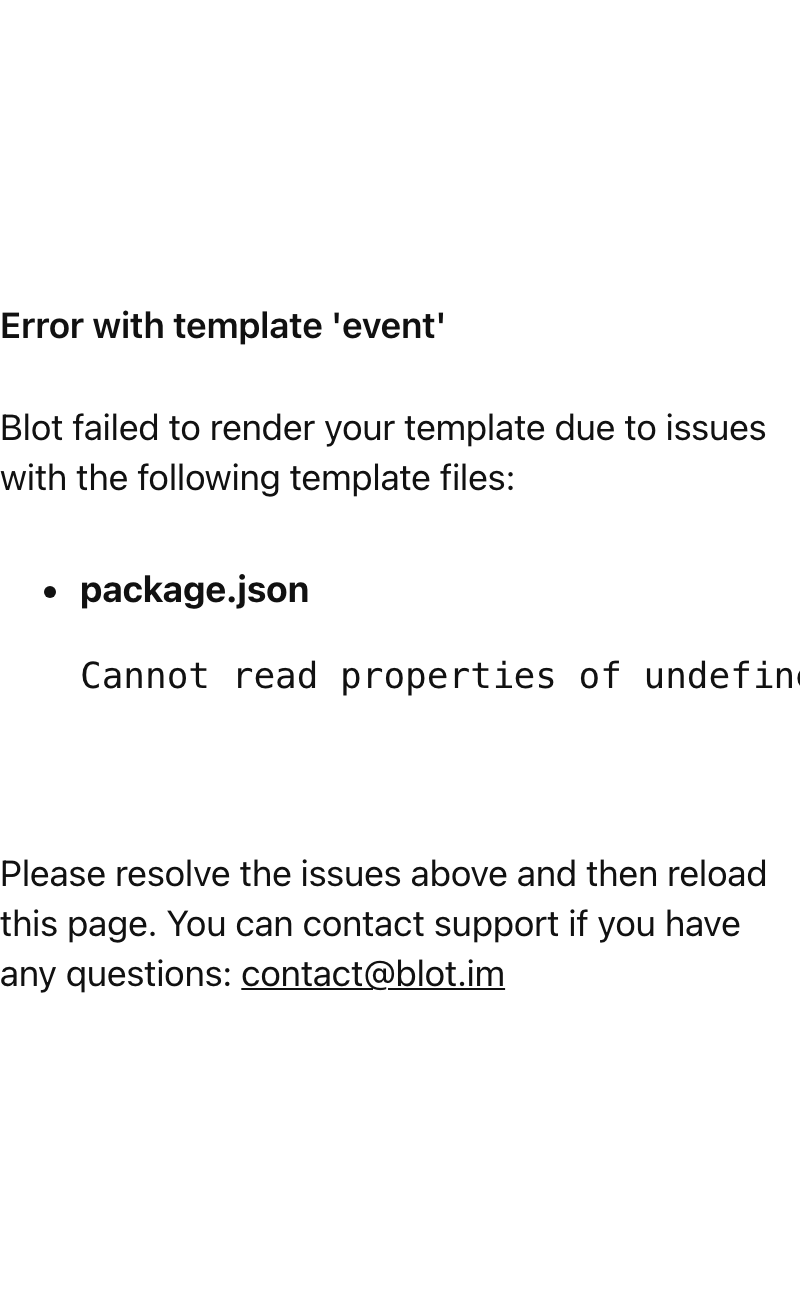 Error with template 'event'
Blot failed to render your template due to issues
with the following template files:
• package.json
Cannot read properties of
Please resolve the issues above and then reload
this page. You can contact support if you have
any questions: contact@blot.im